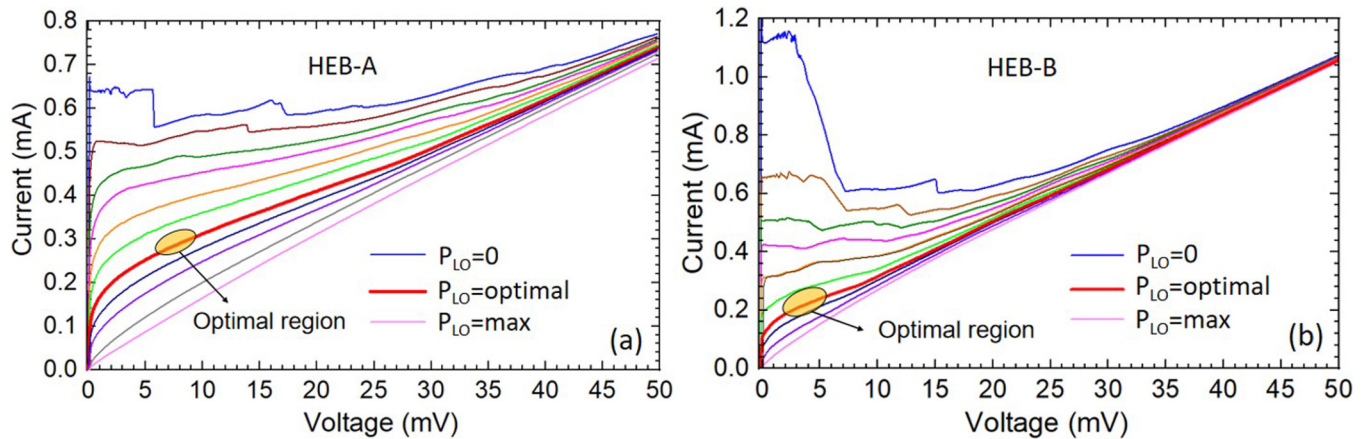 0.8
0.7
0.6
0.5
0.4
0.3
0.2
0.1
0.0
Current (mA)
HEB-A
P_LO=0
P_LO=optimal
P_LO=max
Optimal region
(a)
0 5 10 15 20 25 30 35 40 45 50
Voltage (mV)
1.2
1.0
0.8
0.6
0.4
0.2
0.0
Current (mA)
HEB-B
P_LO=0
P_LO=optimal
P_LO=max
Optimal region
(b)
0 5 10 15 20 25 30 35 40 45 50
Voltage (mV)